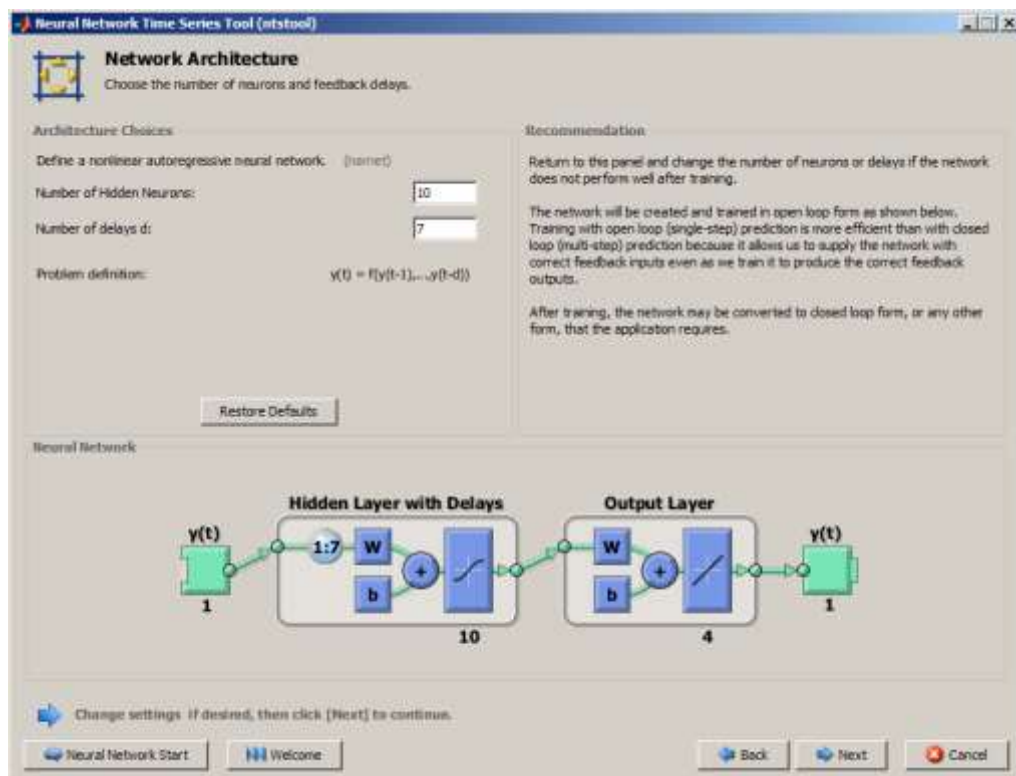 Neural Network Time Series Tool (ntstool)
Network Architecture
Choose the number of neurons and feedback delays.
Architecture Choices
Define a nonlinear autoregressive neural network. (narnet)
Number of Hidden Neurons: 10
Number of delays d: 7
Problem definition: y(t) = f(y(t-1),...,y(t-d))
Restore Defaults
Recommendation
Return to this panel and change the number of neurons or delays if the network
does not perform well after training.
The network will be created and trained in open loop form as shown below.
Training with open loop (single-step) prediction is more efficient than with closed
loop (multi-step) prediction because it allows us to supply the network with
correct feedback inputs even as we train it to produce the correct feedback
outputs.
After training, the network may be converted to closed loop form, or any other
form, that the application requires.
Neural Network
Hidden Layer with Delays
Output Layer
y(t)
1
1:7
W
b
+
10
W
b
+
4
y(t)
1
Change settings if desired, then click [Next] to continue.
Neural Network Start
Welcome
Back
Next
Cancel